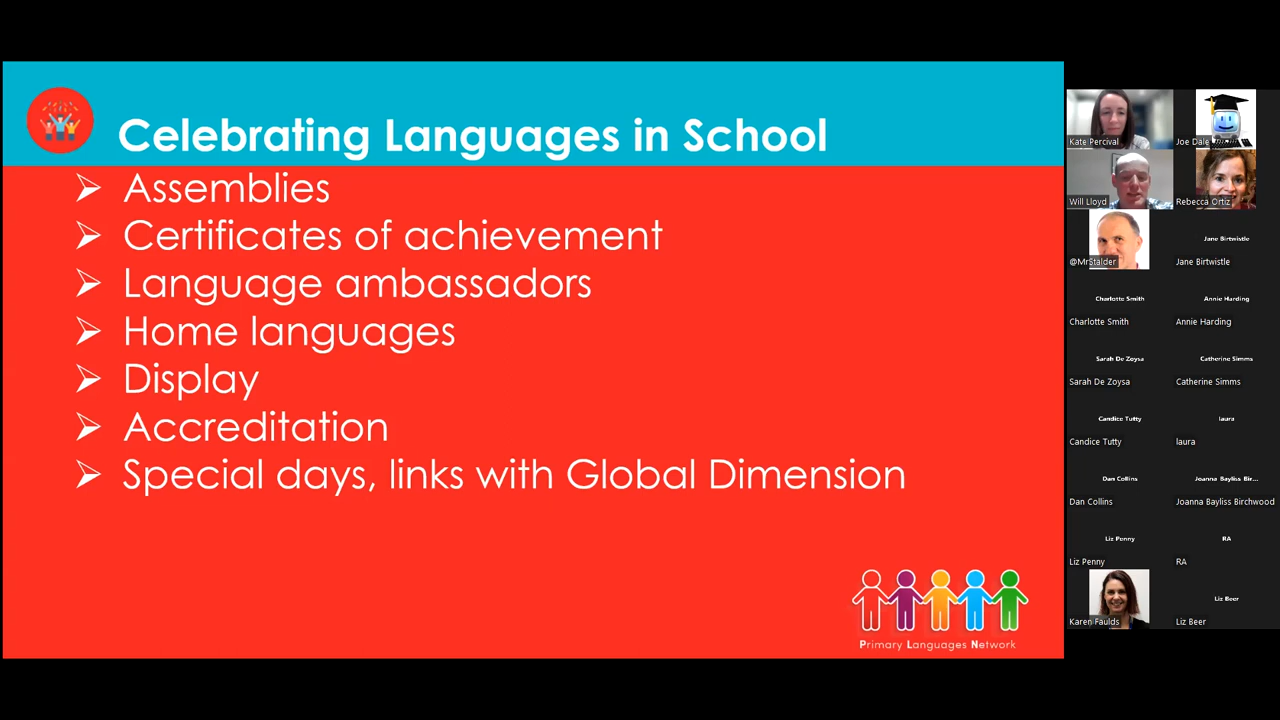 Celebrating Languages in School
Assemblies
Certificates of achievement
Language ambassadors
Home languages
Display
Accreditation
Special days, links with Global Dimension
Primary Languages Network
Kate Percival
Joe Dale
Will Lloyd
Rebecca Ortiz
@MrStalder
Jane Birtwistle
Jane Birtwistle
Charlotte Smith
Charlotte Smith
Annie Harding
Annie Harding
Sarah De Zoysa
Sarah De Zoysa
Catherine Simms
Catherine Simms
Candice Tutty
Candice Tutty
laura
laura
Dan Collins
Dan Collins
Joanna Bayliss Bir...
Joanna Bayliss Birchwood
Liz Penny
Liz Penny
RA
RA
Karen Faulds
Liz Beer
Liz Beer